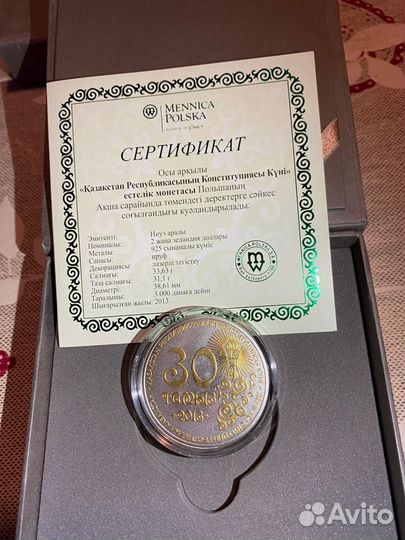 MENNICA
POLSKA
СЕРТИФИКАТ
Осы арқылы
«Қазақстан Республикасының Конституциясы Күні»
естелік монетасы Польшаның
Ақша сарайында төмендегі деректерге сәйкес
соғылғандығы куәландырылады:
Эмитенті: Ниуэ аралы
Номиналы: 2 жаңа зеландия доллары
Металы: 925 сынамалы күміс
Сапасы: пруф
Декорациясы: лазерлі тегістеу
Салмағы: 33,63 г
Таза салмағы: 31,1 г
Диаметрі: 38,61 мм
Таралымы: 3.000 данаға дейін
Шығарылған жылы: 2013
MENNICA POLSKA
30
ТАМЫЗ
Avito